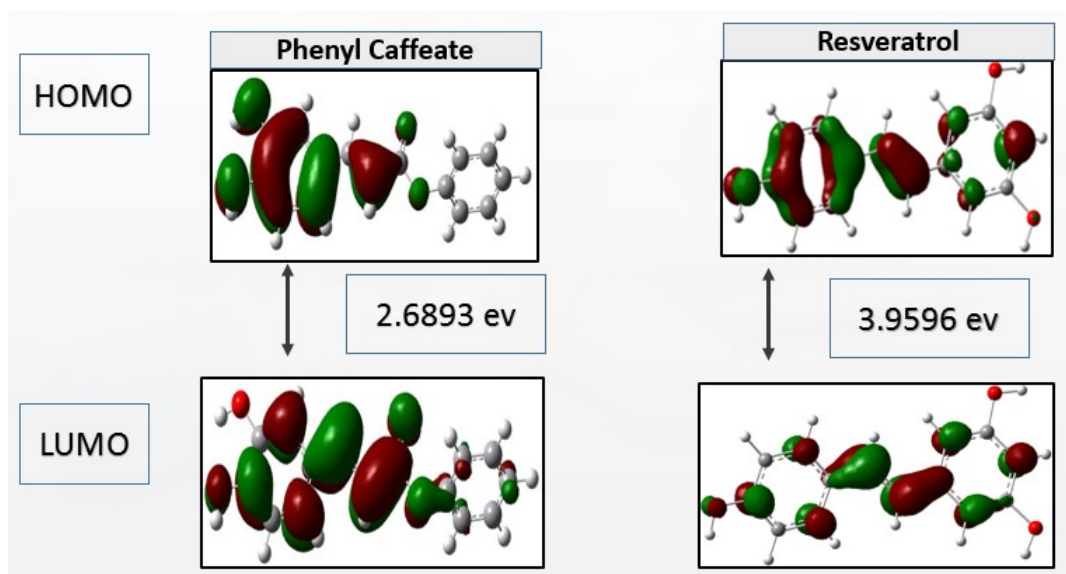 Phenyl Caffeate
Resveratrol
HOMO
2.6893 ev
3.9596 ev
LUMO